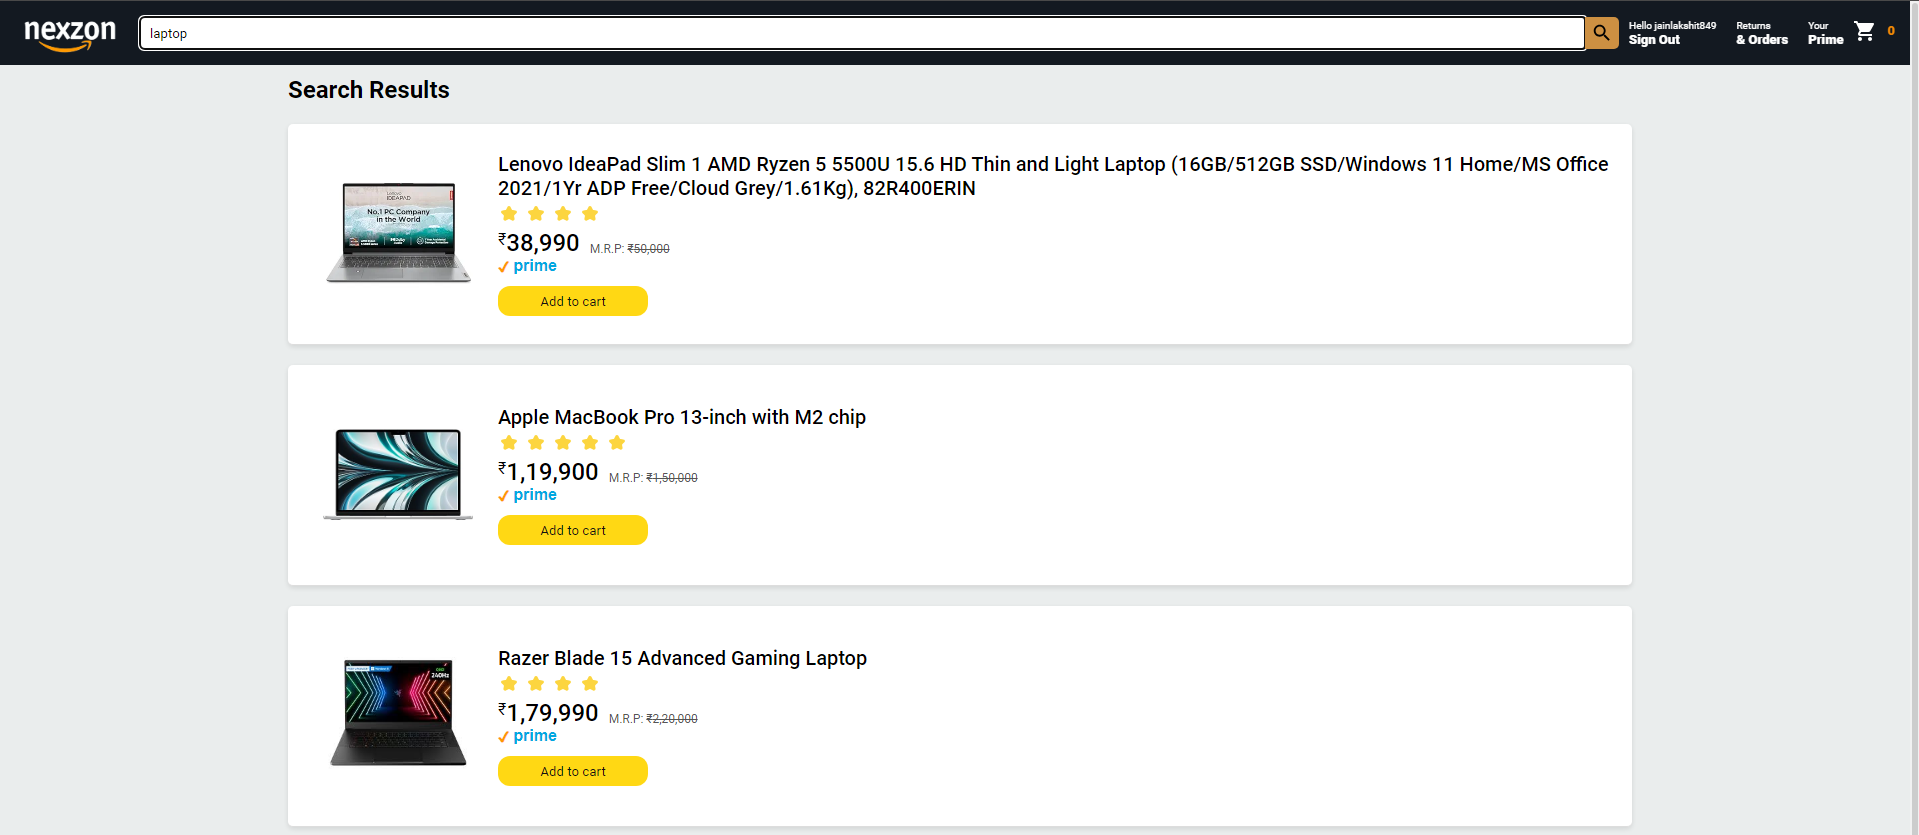 nexzon
laptop
Hello jainlakshit849
Sign Out
Returns
& Orders
Your
Prime
0
Search Results
Lenovo IdeaPad Slim 1 AMD Ryzen 5 5500U 15.6 HD Thin and Light Laptop (16GB/512GB SSD/Windows 11 Home/MS Office
2021/1Yr ADP Free/Cloud Grey/1.61Kg), 82R400ERIN
Lenovo
IDEAPAD
No.1 PC Company
in the World
₹38,990 M.R.P: ₹50,000
prime
Add to cart
Apple MacBook Pro 13-inch with M2 chip
₹1,19,900 M.R.P: ₹1,50,000
prime
Add to cart
Razer Blade 15 Advanced Gaming Laptop
240Hz
₹1,79,990 M.R.P: ₹2,20,000
prime
Add to cart